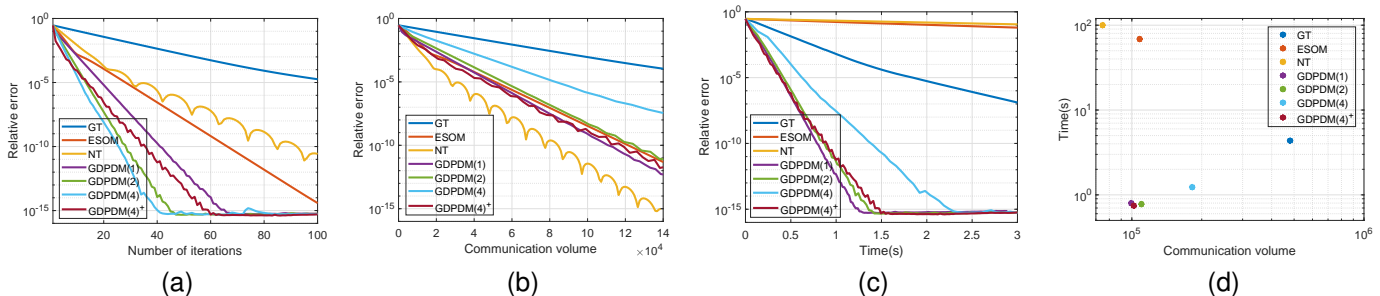 10^0
10^-5
10^-10
10^-15
Relative error
GT
ESOM
NT
GDPDM(1)
GDPDM(2)
GDPDM(4)
GDPDM(4)^+
20 40 60 80 100
Number of iterations
(a)
10^0
10^-5
10^-10
10^-15
Relative error
GT
ESOM
NT
GDPDM(1)
GDPDM(2)
GDPDM(4)
GDPDM(4)^+
0 2 4 6 8 10 12 14
Communication volume
×10^4
(b)
10^0
10^-5
10^-10
10^-15
Relative error
GT
ESOM
NT
GDPDM(1)
GDPDM(2)
GDPDM(4)
GDPDM(4)^+
0 0.5 1 1.5 2 2.5 3
Time(s)
(c)
10^2
10^1
10^0
Time(s)
GT
ESOM
NT
GDPDM(1)
GDPDM(2)
GDPDM(4)
GDPDM(4)^+
10^5 10^6
Communication volume
(d)